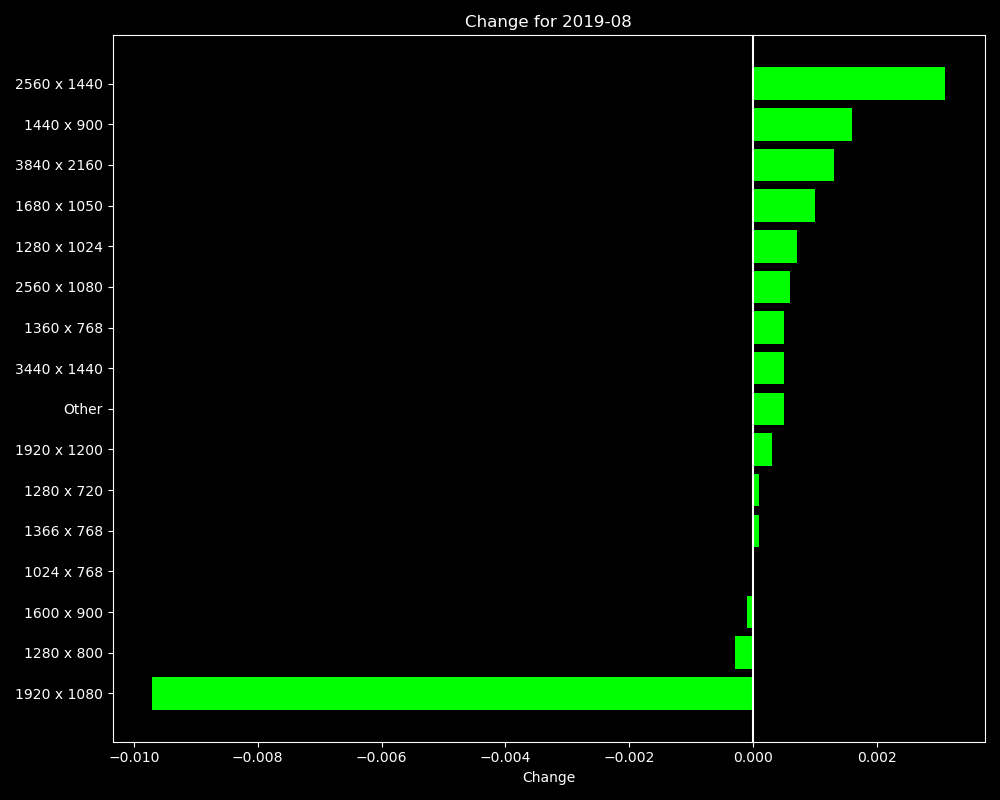 Change for 2019-08
2560 x 1440
1440 x 900
3840 x 2160
1680 x 1050
1280 x 1024
2560 x 1080
1360 x 768
3440 x 1440
Other
1920 x 1200
1280 x 720
1366 x 768
1024 x 768
1600 x 900
1280 x 800
1920 x 1080
−0.010 −0.008 −0.006 −0.004 −0.002 0.000 0.002
Change